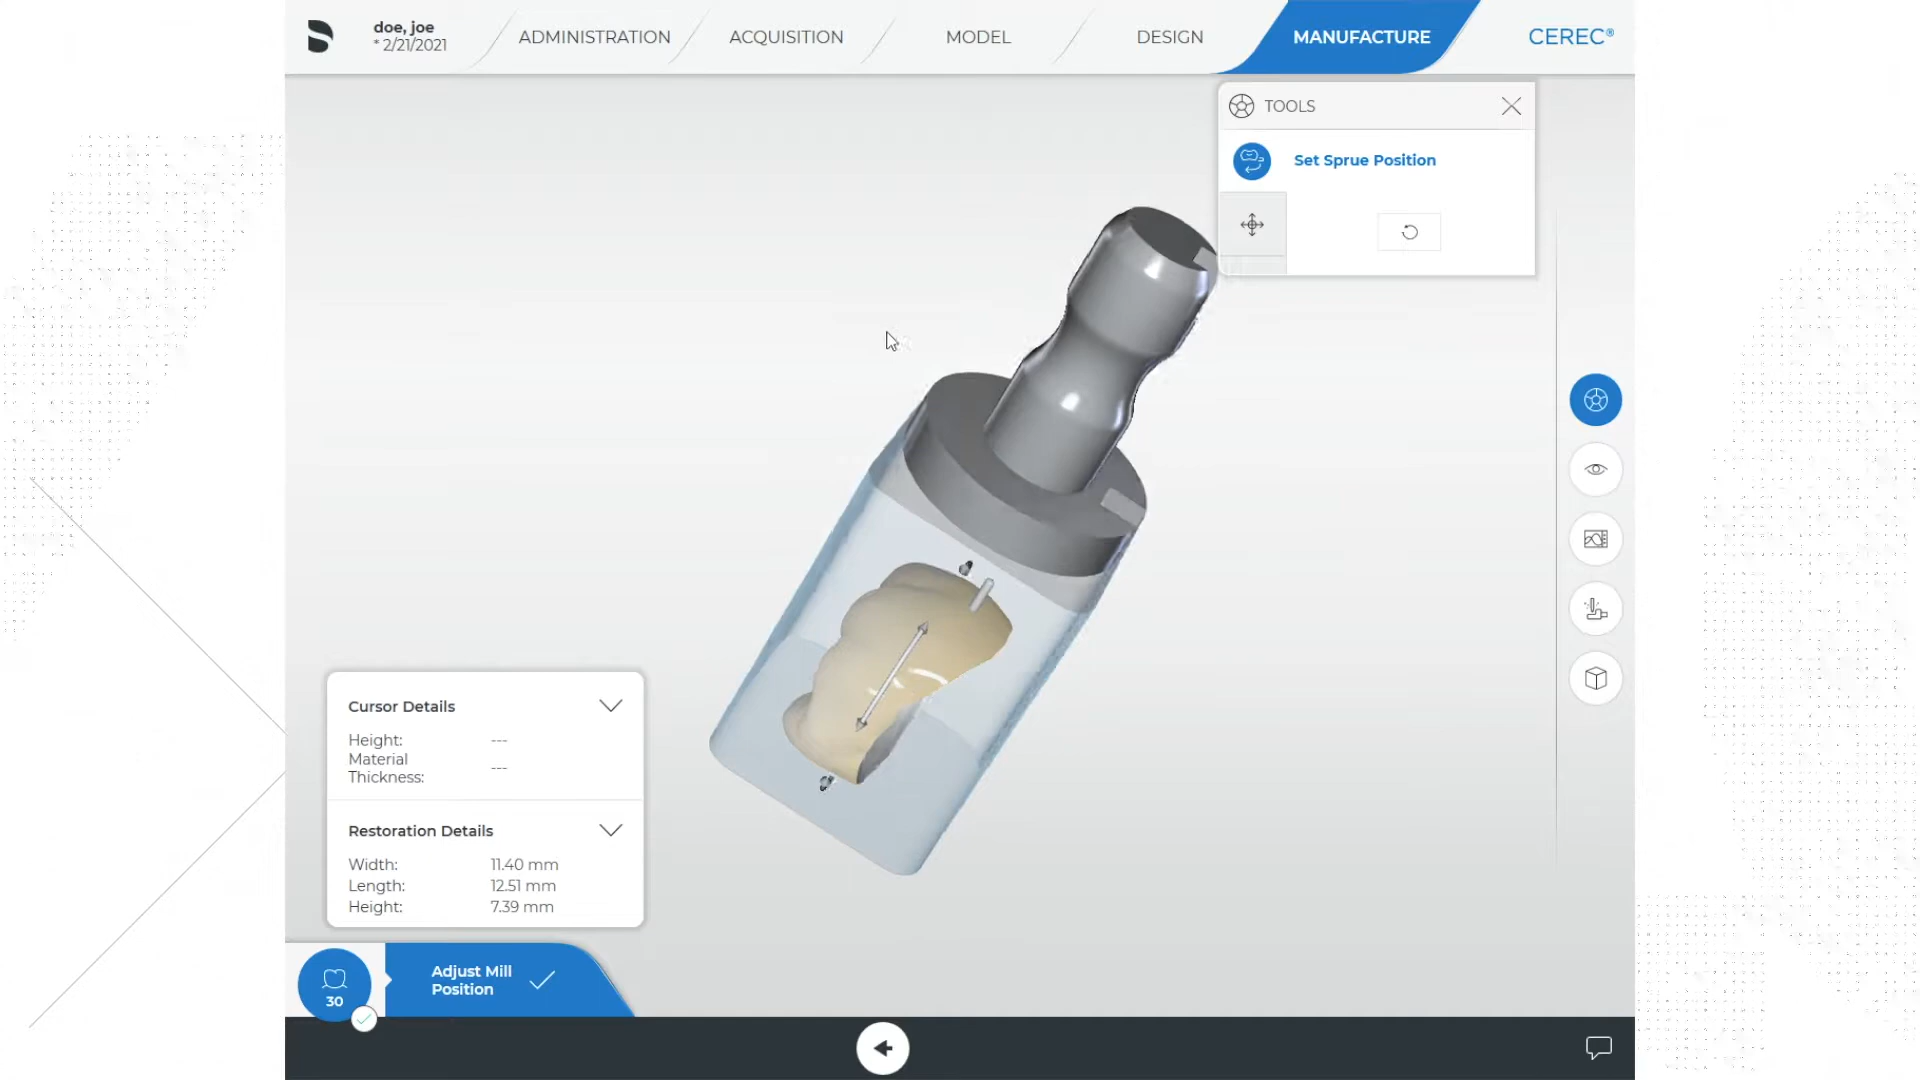 doe, joe
* 2/21/2021
ADMINISTRATION
ACQUISITION
MODEL
DESIGN
MANUFACTURE
CEREC®
TOOLS
Set Sprue Position
Cursor Details
Height: ---
Material
Thickness: ---
Restoration Details
Width: 11.40 mm
Length: 12.51 mm
Height: 7.39 mm
30
Adjust Mill
Position